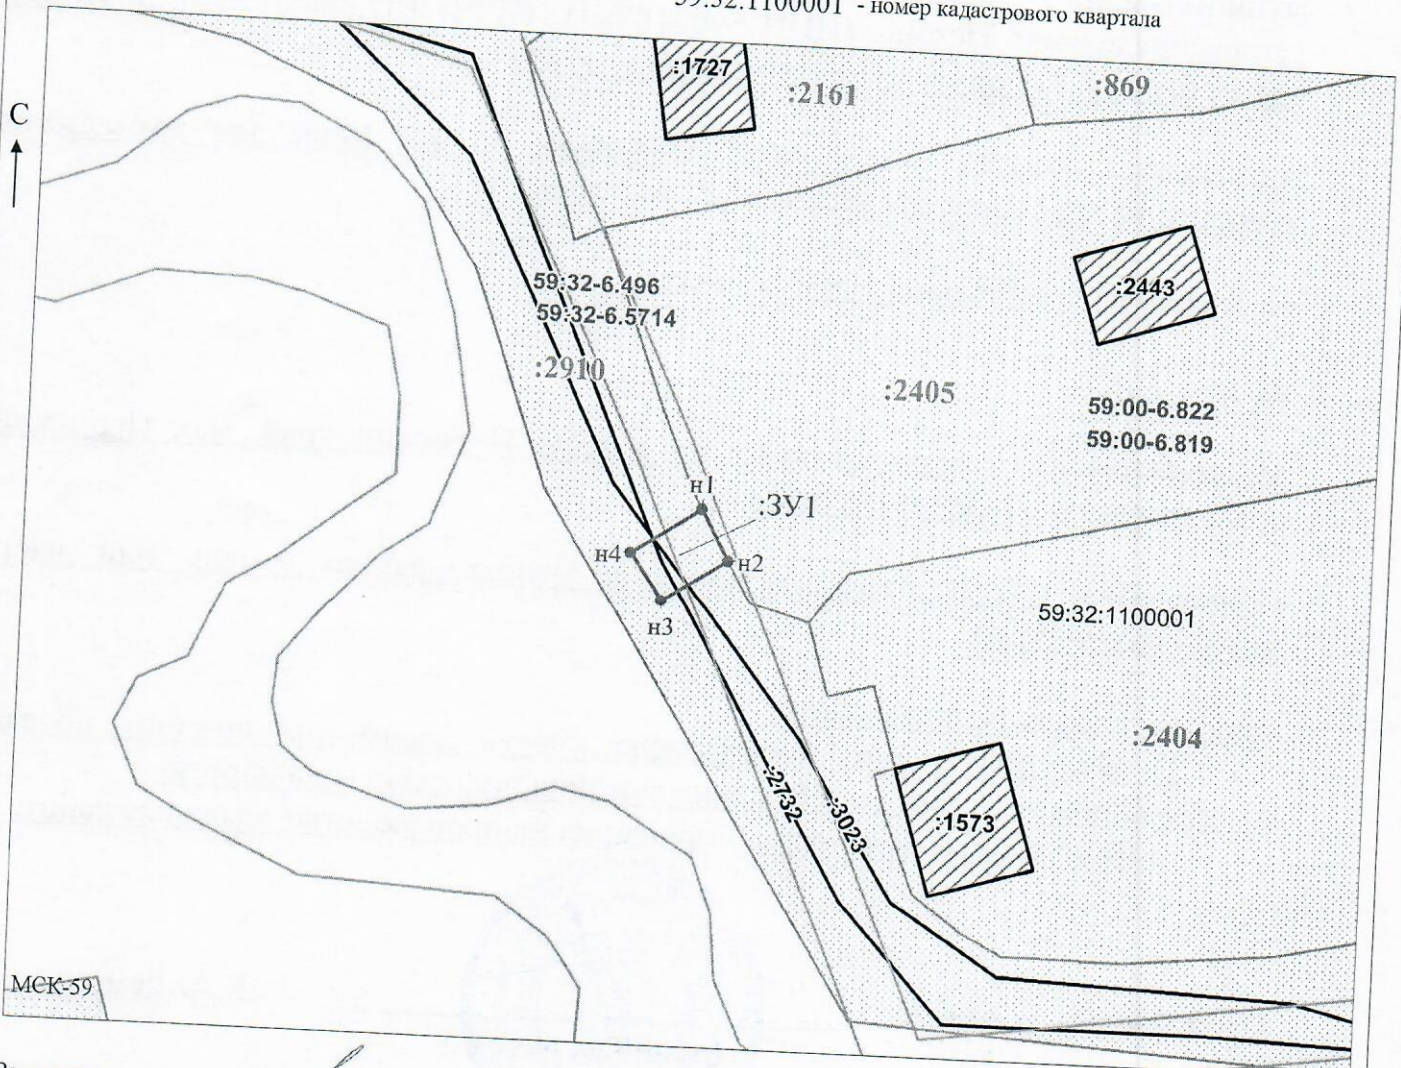 59:32:1100001 - номер кадастрового квартала
С
:1727
:2161
:869
59:32-6.496
59:32-6.5714
:2443
:2910
:2405
59:00-6.822
59:00-6.819
н1
:ЗУ1
н4
н2
н3
59:32:1100001
:2404
:2732
:3023
:1573
МСК-59